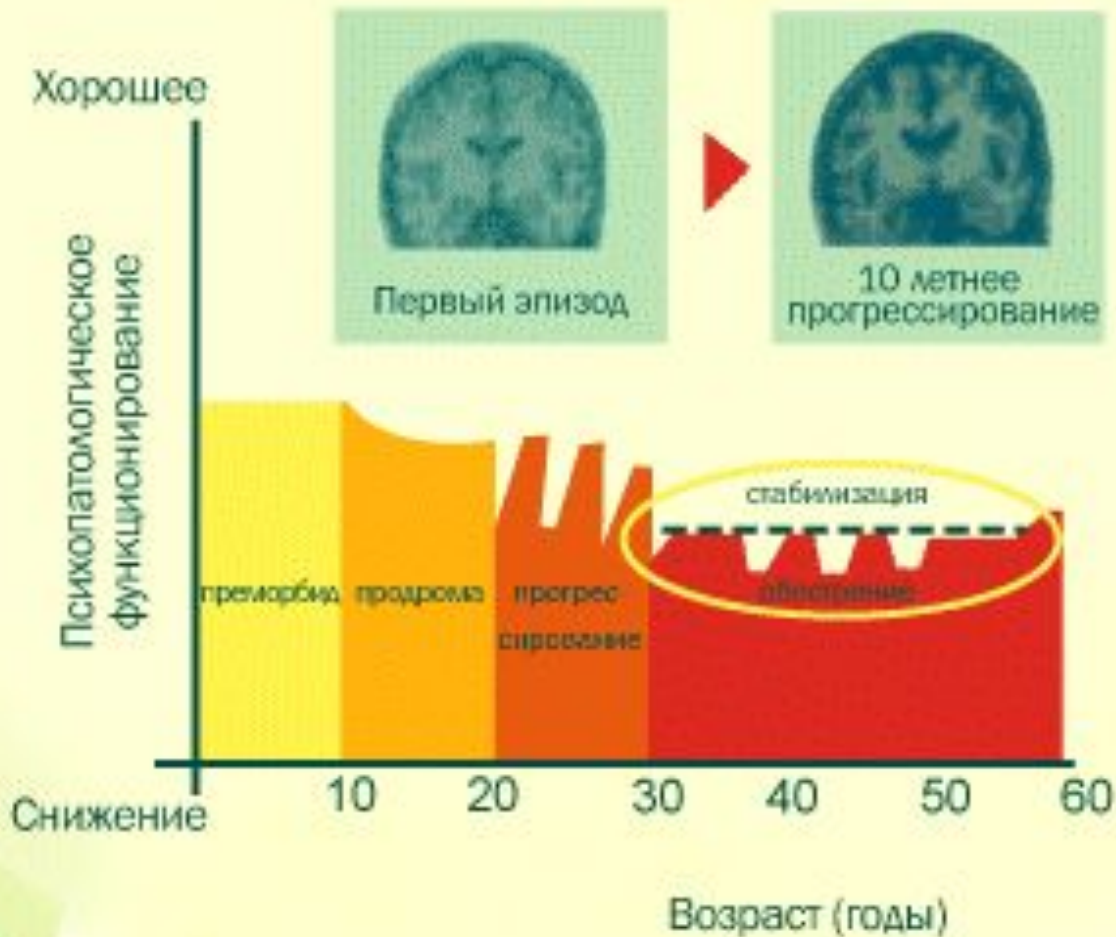 Хорошее
Психопатологическое
функционирование
Первый эпизод
10 летнее
прогрессирование
стабилизация
преморбид
продрома
прогрес
сирование
обострение
Снижение
10
20
30
40
50
60
Возраст (годы)